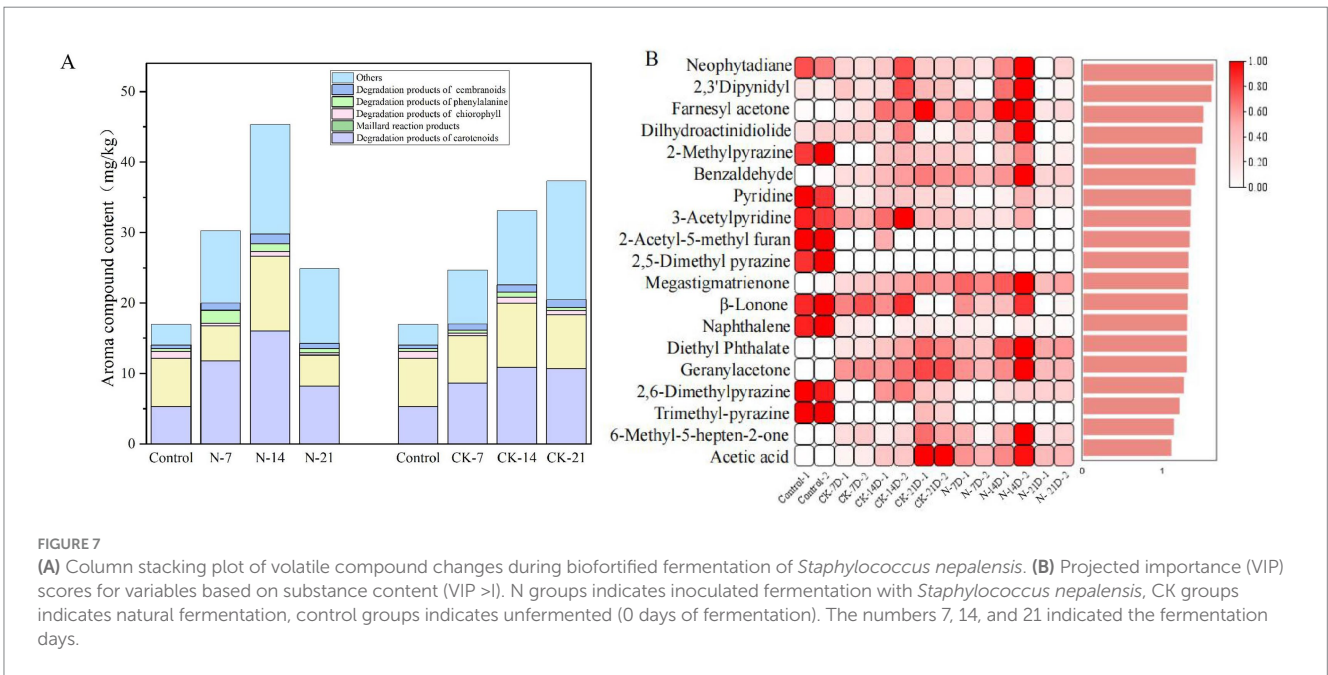 A
Aroma compound content (mg/kg)
50
40
30
20
10
0
Others
Degradation products of cembranoids
Degradation products of phenylalanine
Degradation products of chiorophyll
Maillard reaction products
Degradation products of carotenoids
Control N-7 N-14 N-21 Control CK-7 CK-14 CK-21
B
Neophytadiane
2,3'Dipynidyl
Farnesyl acetone
Dilhydroactinidiolide
2-Methylpyrazine
Benzaldehyde
Pyridine
3-Acetylpyridine
2-Acetyl-5-methyl furan
2,5-Dimethyl pyrazine
Megastigmatrienone
β-Lonone
Naphthalene
Diethyl Phthalate
Geranylacetone
2,6-Dimethylpyrazine
Trimethyl-pyrazine
6-Methyl-5-hepten-2-one
Acetic acid
Control-1 Control-2 CK-7D-1 CK-7D-2 CK-14D-1 CK-14D-2 CK-21D-1 CK-21D-2 N-7D-1 N-7D-2 N-14D-1 N-14D-2 N-21D-1 N-21D-2
0 1
1.00
0.80
0.60
0.40
0.20
0.00
FIGURE 7
(A) Column stacking plot of volatile compound changes during biofortified fermentation of Staphylococcus nepalensis. (B) Projected importance (VIP)
scores for variables based on substance content (VIP >I). N groups indicates inoculated fermentation with Staphylococcus nepalensis, CK groups
indicates natural fermentation, control groups indicates unfermented (0 days of fermentation). The numbers 7, 14, and 21 indicated the fermentation
days.